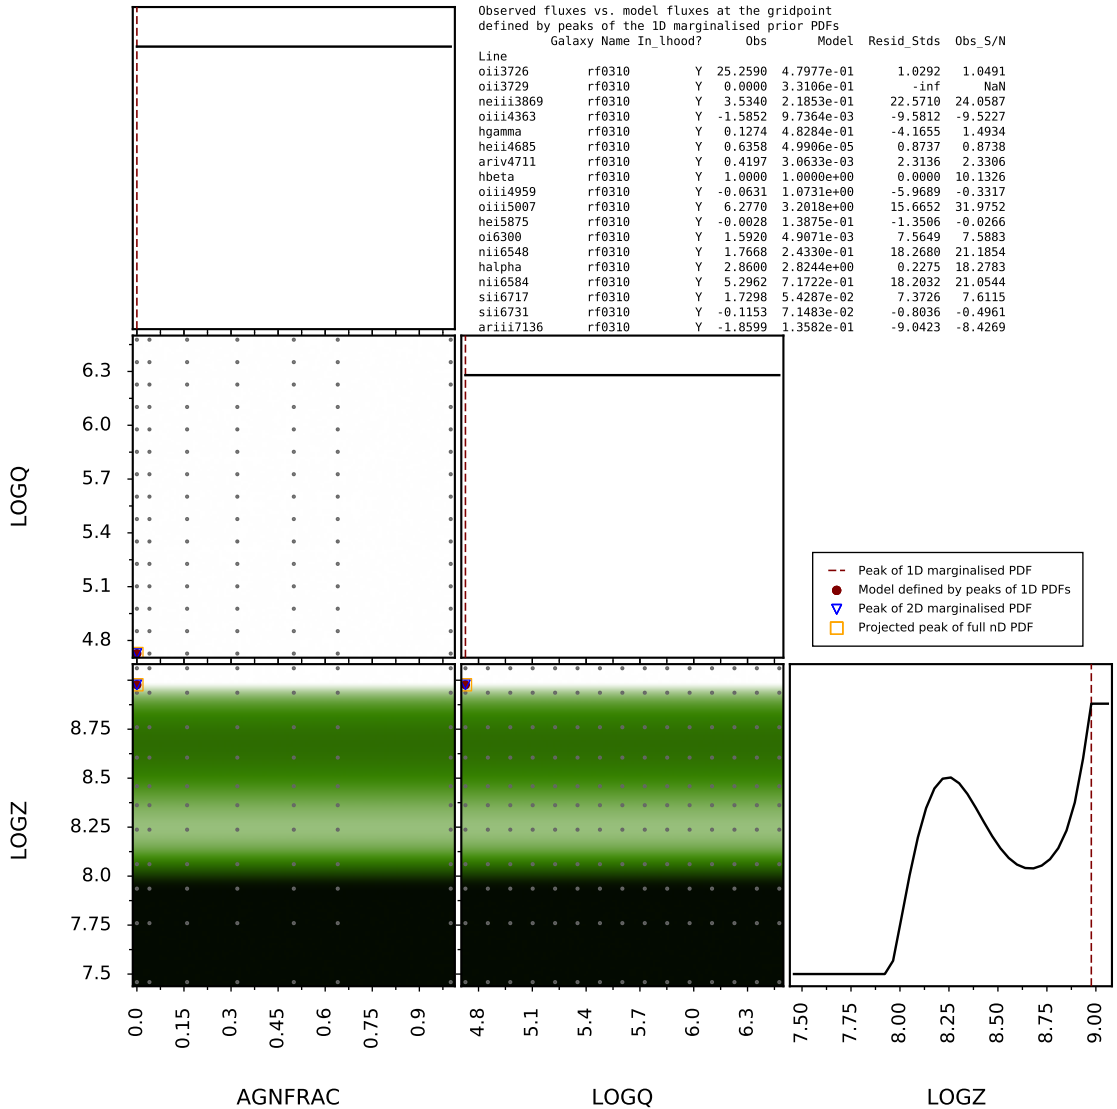 Observed fluxes vs. model fluxes at the gridpoint
defined by peaks of the 1D marginalised prior PDFs
Galaxy Name In_lhood? Obs Model Resid_Stds Obs_S/N
Line
oii3726 rf0310 Y 25.2590 4.7977e-01 1.0292 1.0491
oii3729 rf0310 Y 0.0000 3.3106e-01 -inf NaN
neiii3869 rf0310 Y 3.5340 2.1853e-01 22.5710 24.0587
oiii4363 rf0310 Y -1.5852 9.7364e-03 -9.5812 -9.5227
hgamma rf0310 Y 0.1274 4.8284e-01 -4.1655 1.4934
heii4685 rf0310 Y 0.6358 4.9906e-05 0.8737 0.8738
ariv4711 rf0310 Y 0.4197 3.0633e-03 2.3136 2.3306
hbeta rf0310 Y 1.0000 1.0000e+00 0.0000 10.1326
oiii4959 rf0310 Y -0.0631 1.0731e+00 -5.9689 -0.3317
oiii5007 rf0310 Y 6.2770 3.2018e+00 15.6652 31.9752
hei5875 rf0310 Y -0.0028 1.3875e-01 -1.3506 -0.0266
oi6300 rf0310 Y 1.5920 4.9071e-03 7.5649 7.5883
nii6548 rf0310 Y 1.7668 2.4330e-01 18.2680 21.1854
halpha rf0310 Y 2.8600 2.8244e+00 0.2275 18.2783
nii6584 rf0310 Y 5.2962 7.1722e-01 18.2032 21.0544
sii6717 rf0310 Y 1.7298 5.4287e-02 7.3726 7.6115
sii6731 rf0310 Y -0.1153 7.1483e-02 -0.8036 -0.4961
ariii7136 rf0310 Y -1.8599 1.3582e-01 -9.0423 -8.4269
LOGQ
6.3
6.0
5.7
5.4
5.1
4.8
Peak of 1D marginalised PDF
Model defined by peaks of 1D PDFs
Peak of 2D marginalised PDF
Projected peak of full nD PDF
LOGZ
8.75
8.5
8.25
8.0
7.75
7.5
0.0 0.15 0.3 0.45 0.6 0.75 0.9
4.8 5.1 5.4 5.7 6.0 6.3
7.50 7.75 8.00 8.25 8.50 8.75 9.00
AGNFRAC LOGQ LOGZ